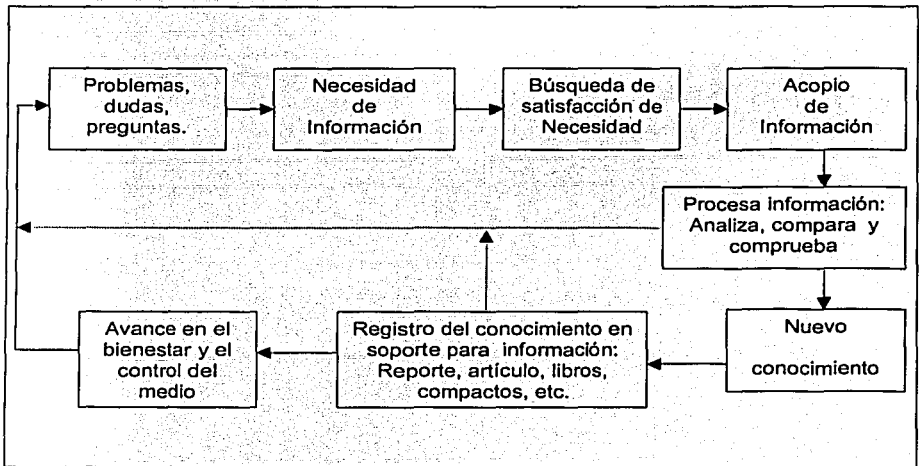 Problemas,
dudas,
preguntas.
Necesidad
de
Información
Búsqueda de
satisfacción de
Necesidad
Acopio
de
Información
Procesa información:
Analiza, compara y
comprueba
Nuevo
conocimiento
Registro del conocimiento en
soporte para información:
Reporte, artículo, libros,
compactos, etc.
Avance en el
bienestar y el
control del
medio